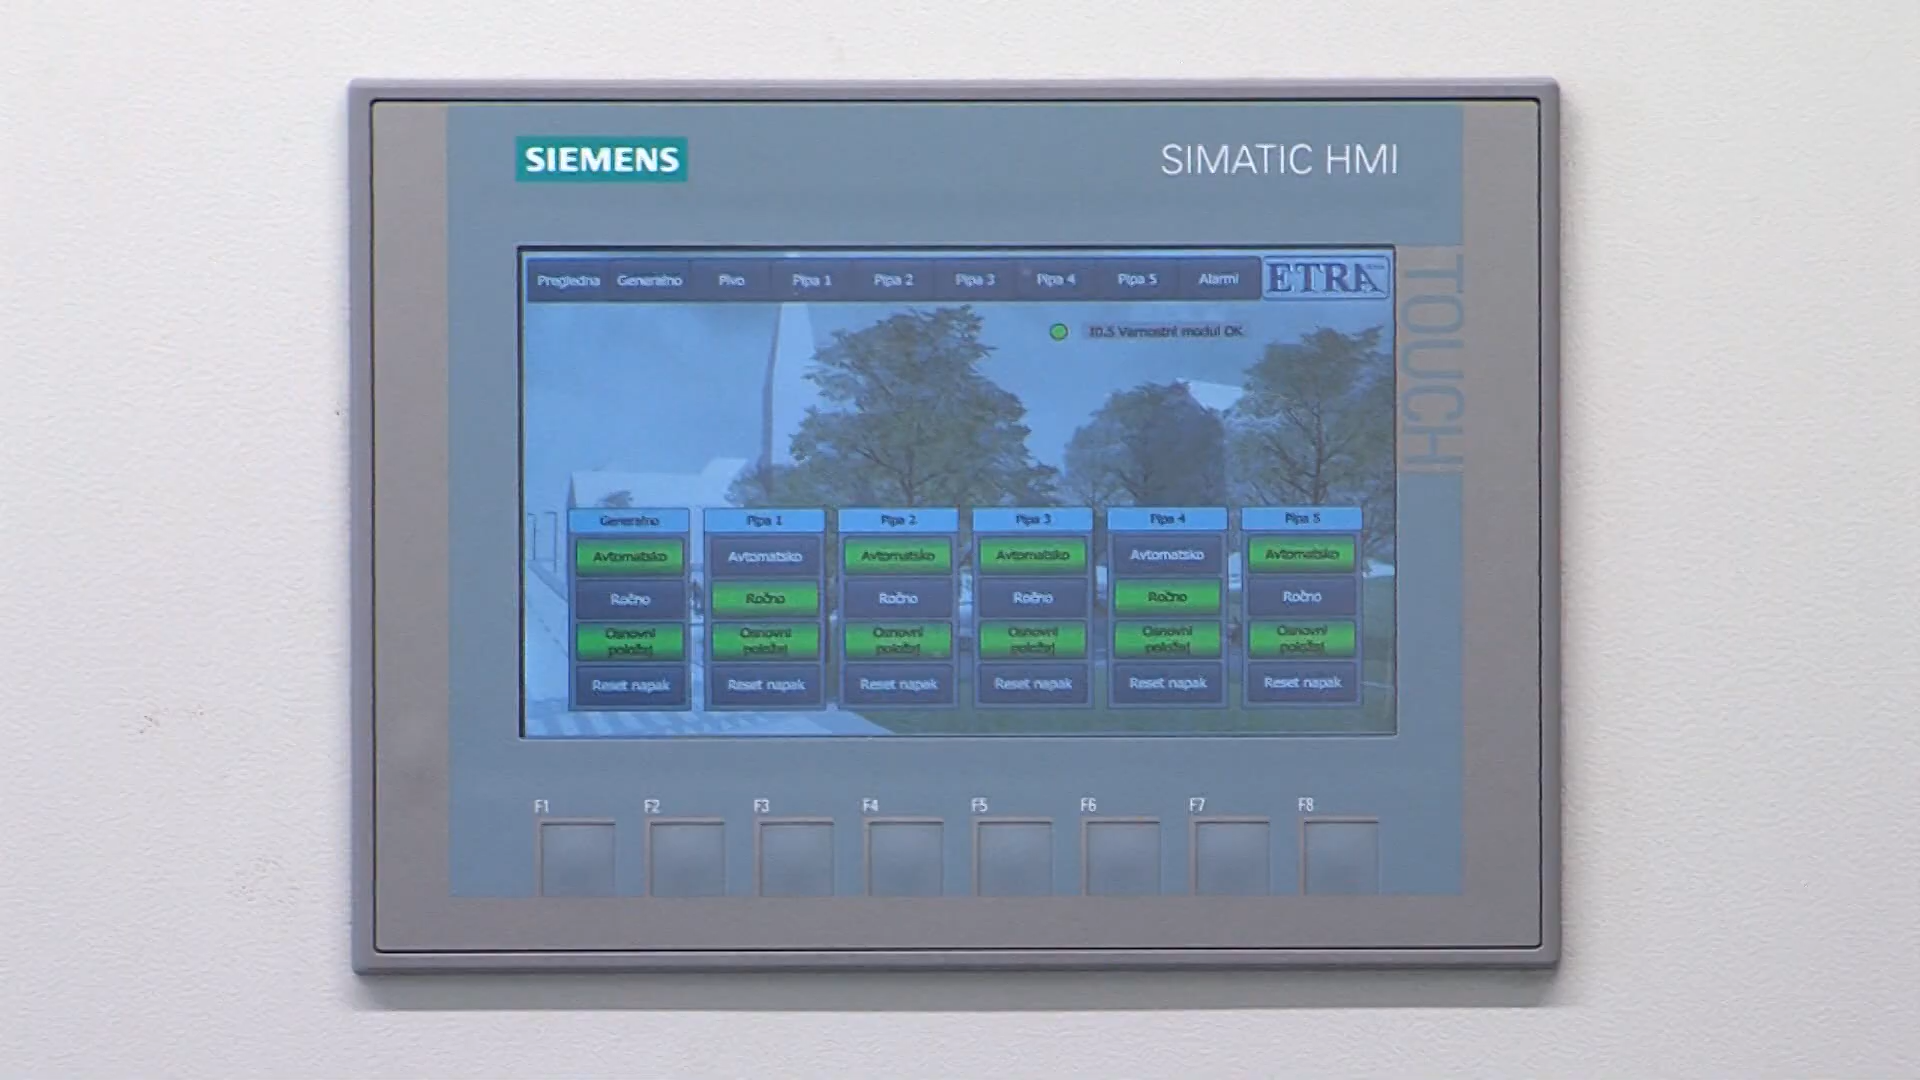 SIEMENS
SIMATIC HMI
TOUCH
Pregledna Generalno Pivo Pipa 1 Pipa 2 Pipa 3 Pipa 4 Pipa 5 Alarmi ETRA
I0.5 Varnostni modul OK
Generalno Pipa 1 Pipa 2 Pipa 3 Pipa 4 Pipa 5
Avtomatsko Avtomatsko Avtomatsko Avtomatsko Avtomatsko Avtomatsko
Ročno Ročno Ročno Ročno Ročno Ročno
Osnovni Osnovni Osnovni Osnovni Osnovni Osnovni
položaj položaj položaj položaj položaj položaj
Reset napak Reset napak Reset napak Reset napak Reset napak Reset napak
F1 F2 F3 F4 F5 F6 F7 F8